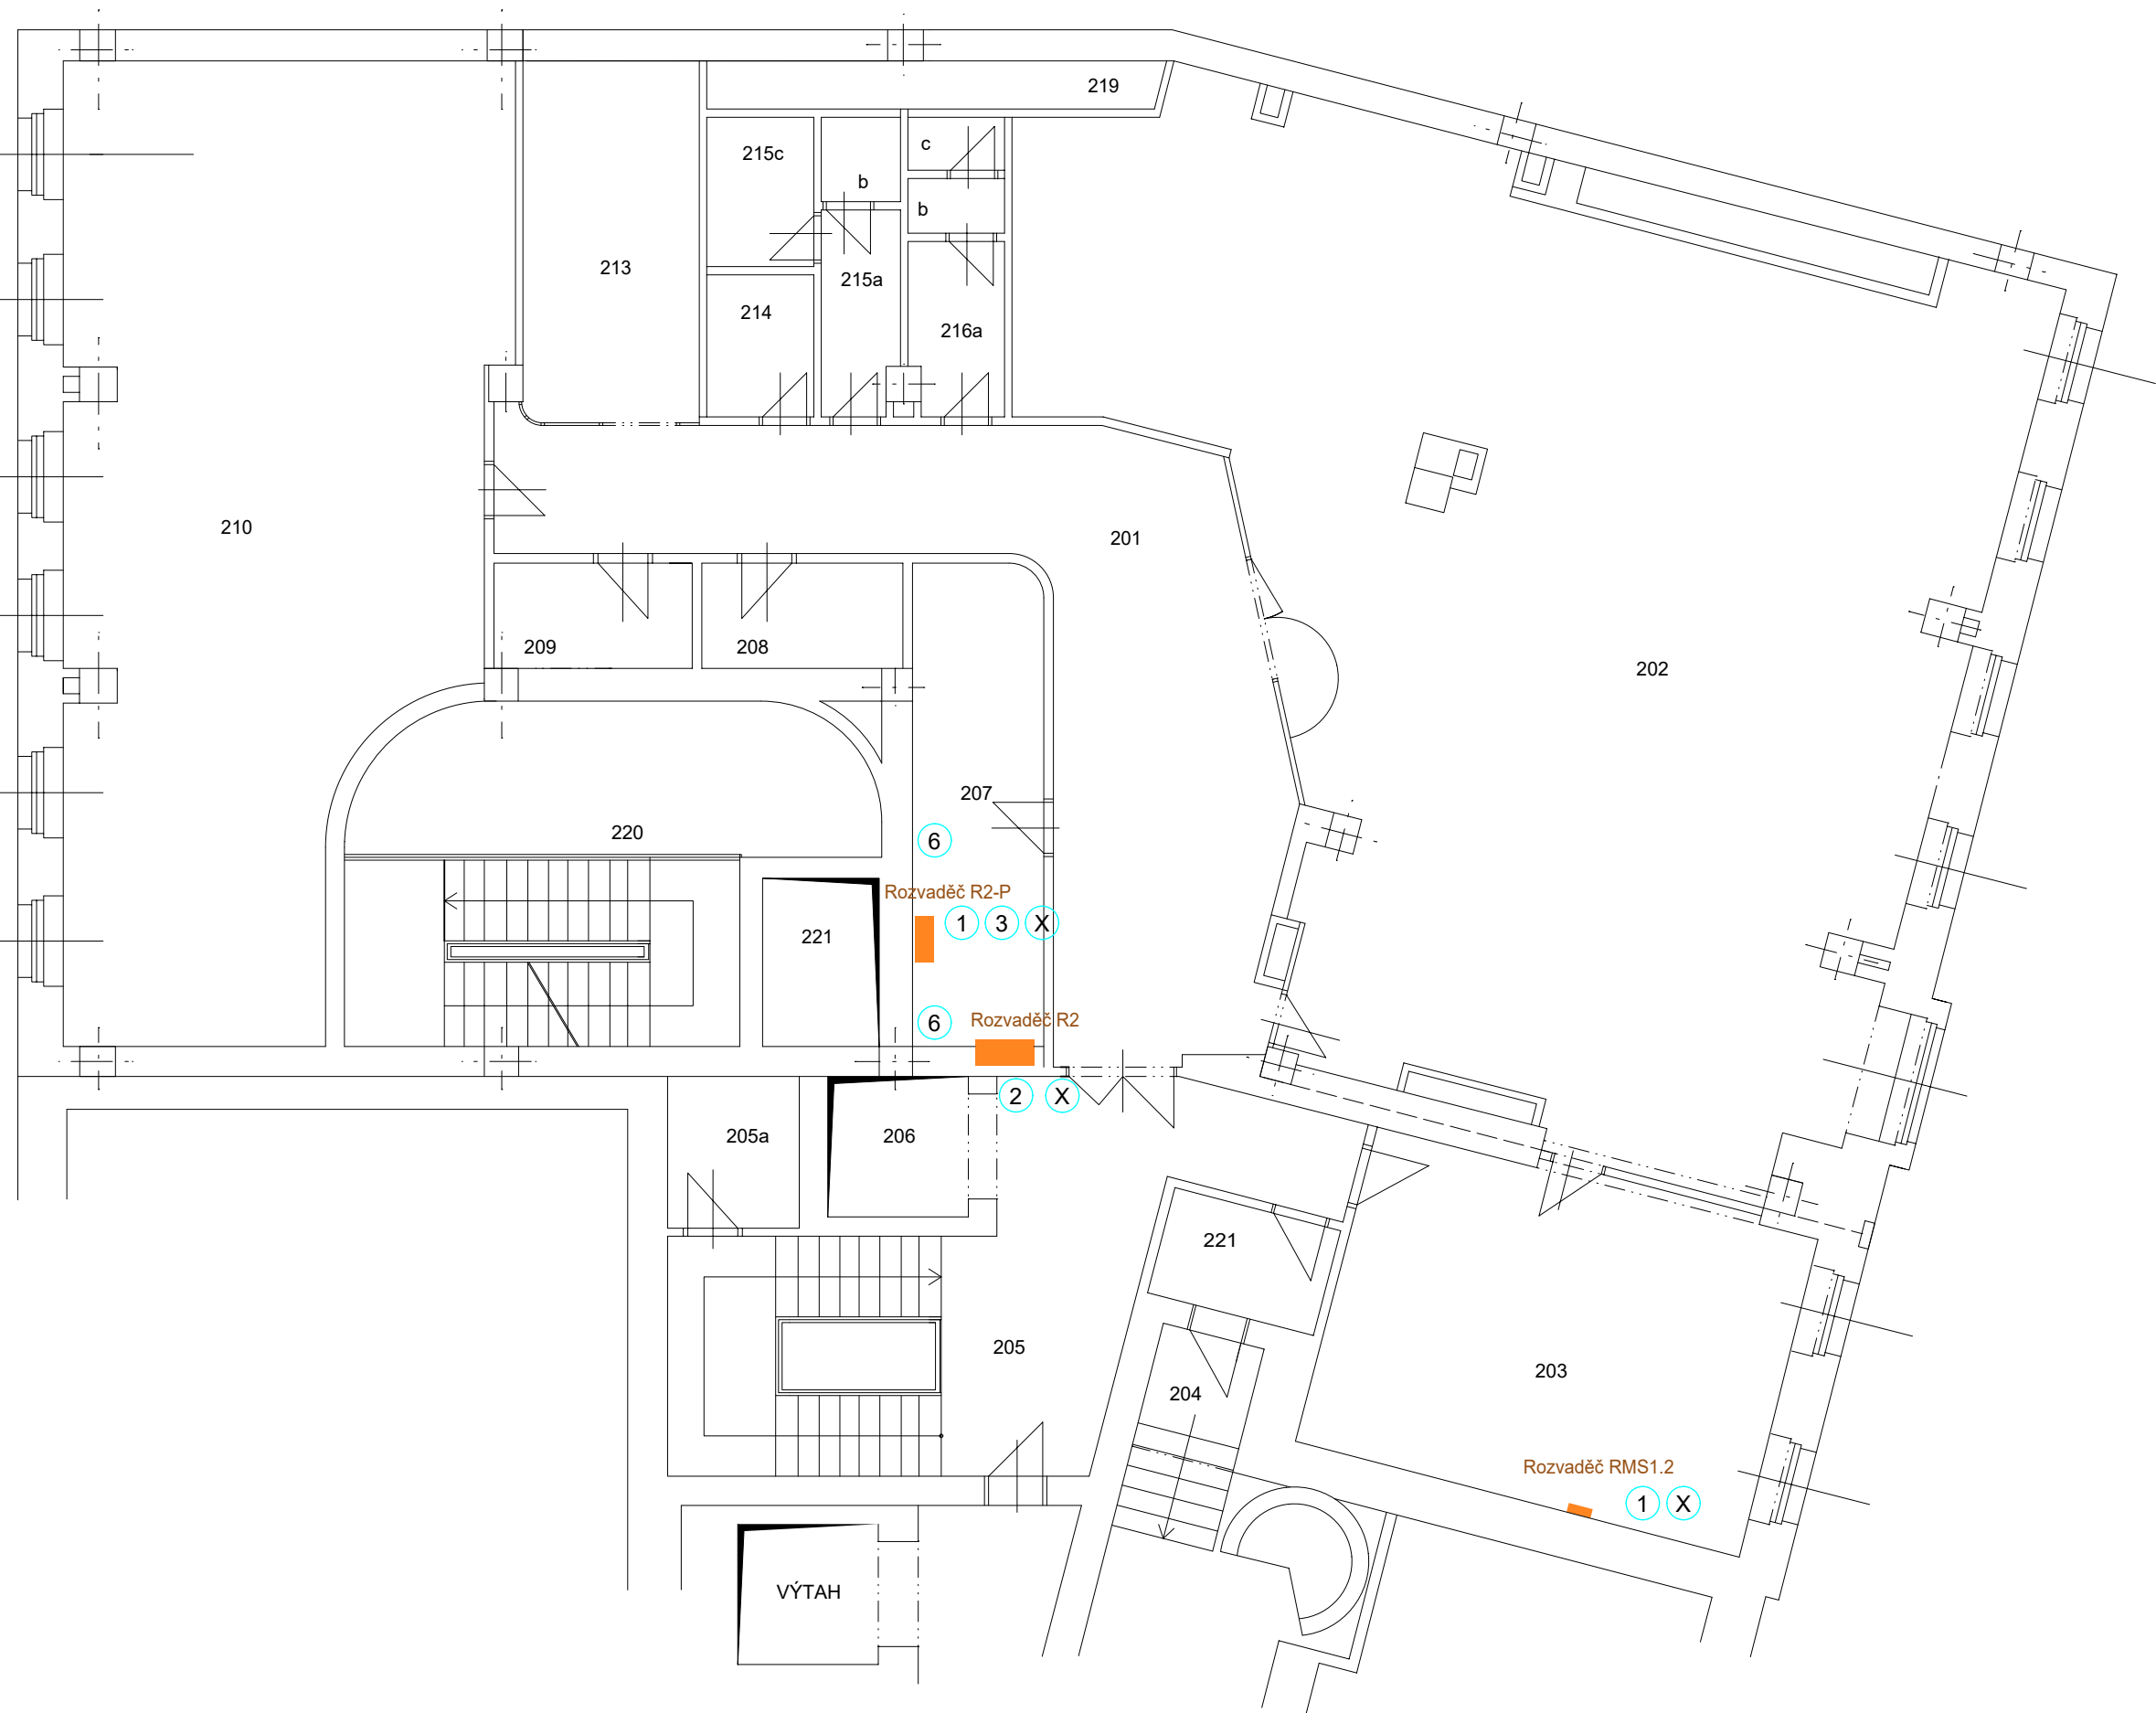 219
215c
c
b
b
213
215a
214
216a
210
201
209
208
202
207
220
6
Rozvaděč R2-P
1 3 X
221
6
Rozvaděč R2
2 X
205a
206
221
205
203
204
Rozvaděč RMS1.2
1 X
VÝTAH